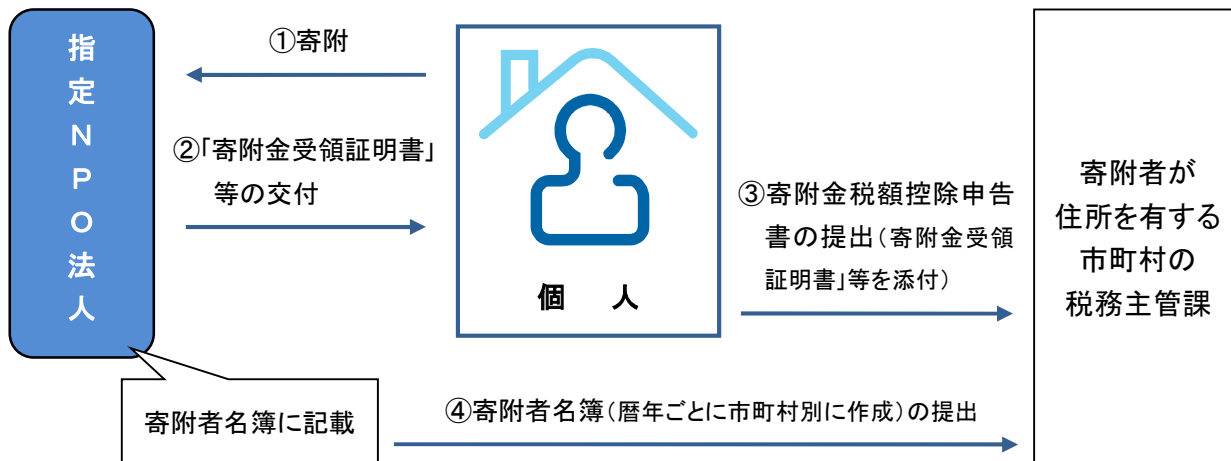 指定NPO法人
①寄附
②「寄附金受領証明書」
等の交付
個　人
③寄附金税額控除申告
書の提出（寄附金受領
証明書」等を添付）
寄附者が
住所を有する
市町村の
税務主管課
寄附者名簿に記載
④寄附者名簿（暦年ごとに市町村別に作成）の提出